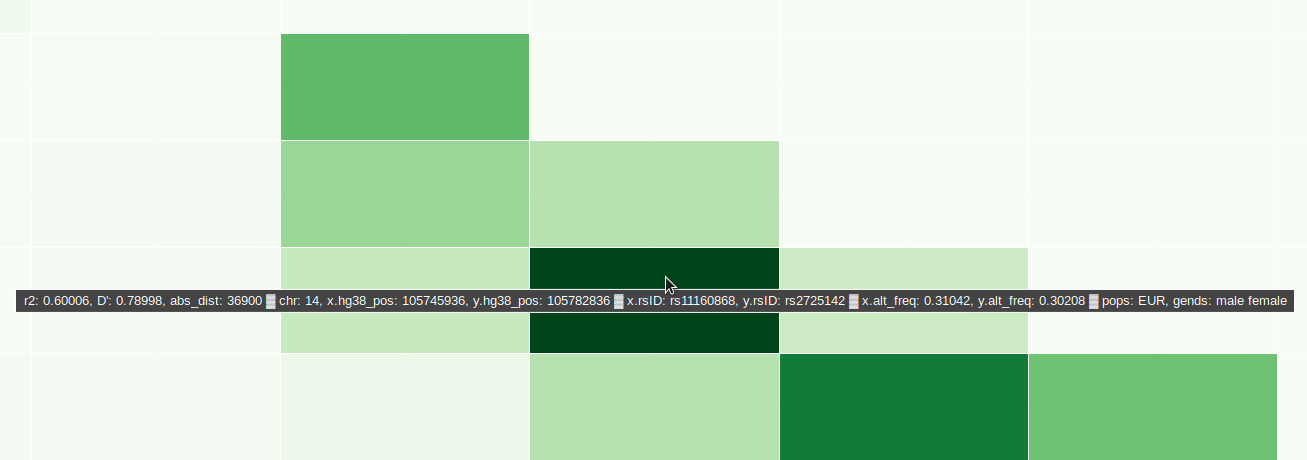 r2: 0.60006, D': 0.78998, abs_dist: 36900 ▒ chr: 14, x.hg38_pos: 105745936, y.hg38_pos: 105782836 ▒ x.rsID: rs11160868, y.rsID: rs2725142 ▒ x.alt_freq: 0.31042, y.alt_freq: 0.30208 ▒ pops: EUR, gends: male female